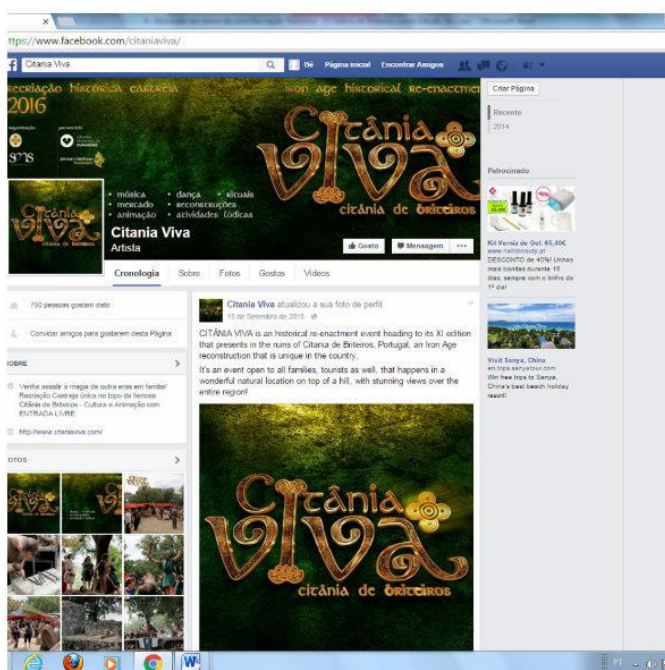 https://www.facebook.com/citaniaviva/
Citania Viva
Bé Página inicial Encontrar Amigos
RECRIAÇÃO HISTÓRICA CASTREJA
2016
IRON AGE HISTORICAL RE-ENACTMEN
organização
CITÂNIA
VIVA
citânia de briteiros
• música • dança • rituais
• mercado • reconstruções
• animação • atividades lúdicas
CITÂNIA
VIVA
citânia de briteiros
Citania Viva
Artista
Gosto Mensagem •••
Cronologia Sobre Fotos Gostos Vídeos
750 pessoas gostam disto
Convidar amigos para gostarem desta Página
SOBRE
Venha assistir à magia de outra eras em família!
Recriação Castreja única no topo da famosa
Citânia de Briteiros - Cultura e Animação com
ENTRADA LIVRE
http://www.citaniaviva.com/
FOTOS
Citania Viva atualizou a sua foto de perfil.
15 de Setembro de 2015 ·
CITÂNIA VIVA is an historical re-enactment event heading to its XI edition
that presents in the ruins of Citania de Briteiros, Portugal, an Iron Age
reconstruction that is unique in the country.
It's an event open to all families, tourists as well, that happens in a
wonderful natural location on top of a hill, with stunning views over the
entire region!
CITÂNIA
VIVA
citânia de briteiros
Criar Página
Recente
2014
Patrocinado
Kit Verniz de Gel. 65,40€
www.nailsbeauty.pt
DESCONTO de 40%! Unhas
mais bonitas durante 15
dias, sempre com o brilho do
1º dia!
Visit Sanya, China
en.trips.sanyatour.com
Win free trips to Sanya,
China's best beach holiday
resort!
PT